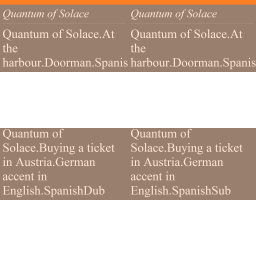 Quantum of Solace
Quantum of Solace
Quantum of Solace.At
the
harbour.Doorman.Spanis
Quantum of Solace.At
the
harbour.Doorman.Spanis
Quantum of
Solace.Buying a ticket
in Austria.German
accent in
English.SpanishDub
Quantum of
Solace.Buying a ticket
in Austria.German
accent in
English.SpanishSub